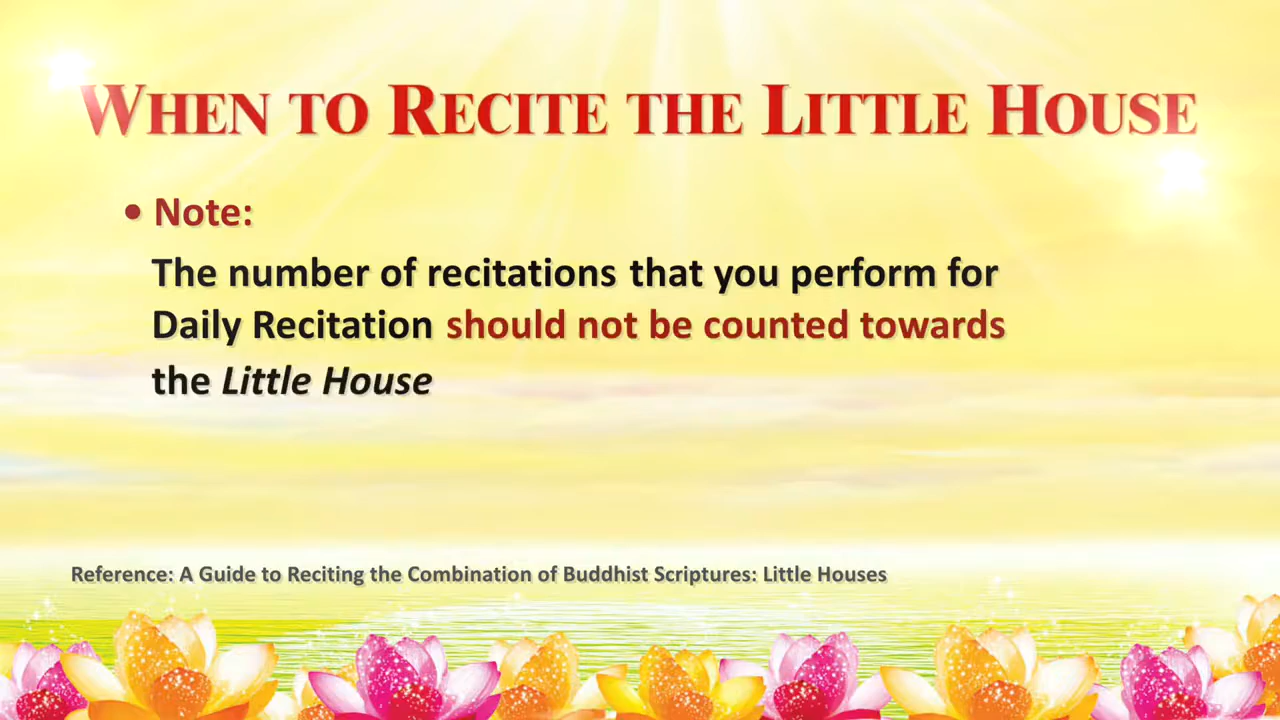 WHEN TO RECITE THE LITTLE HOUSE
• Note:
The number of recitations that you perform for
Daily Recitation should not be counted towards
the Little House
Reference: A Guide to Reciting the Combination of Buddhist Scriptures: Little Houses